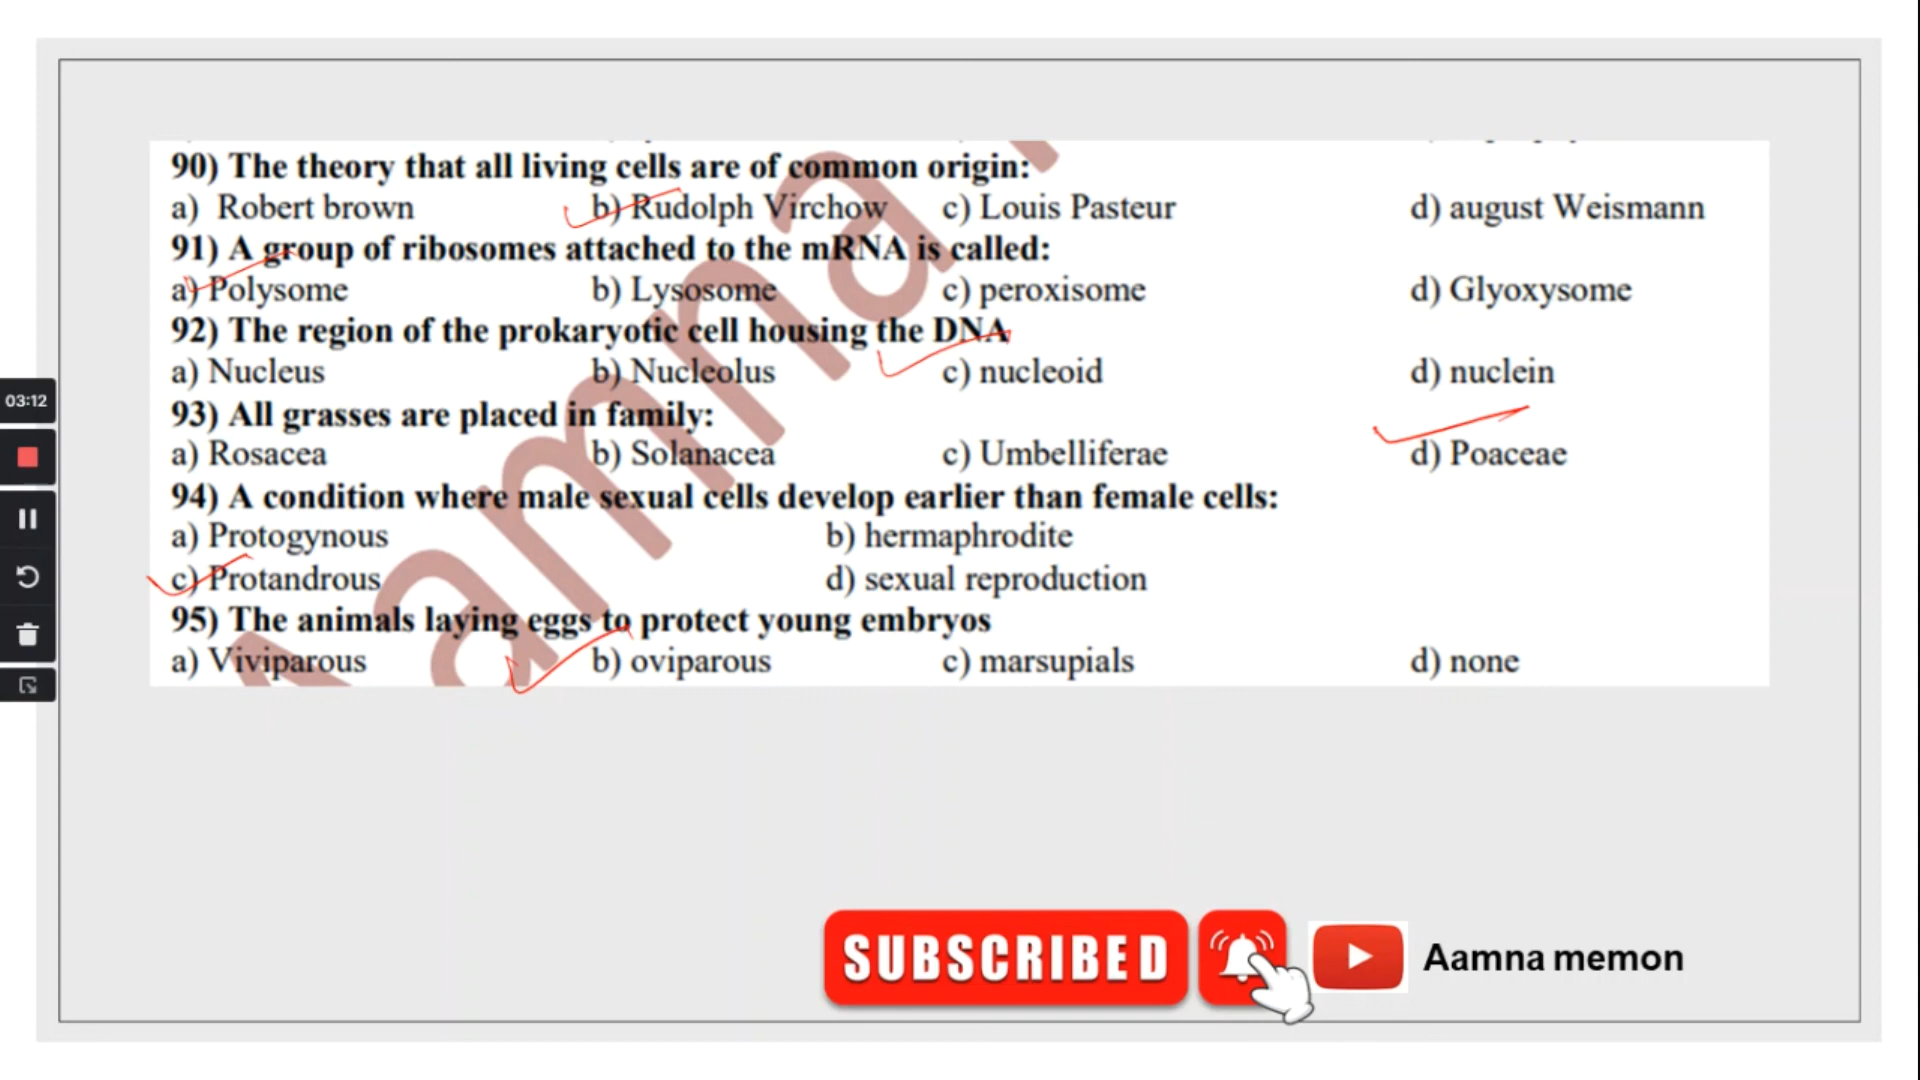 90) The theory that all living cells are of common origin:
a) Robert brown b) Rudolph Virchow c) Louis Pasteur d) august Weismann
91) A group of ribosomes attached to the mRNA is called:
a) Polysome b) Lysosome c) peroxisome d) Glyoxysome
92) The region of the prokaryotic cell housing the DNA
a) Nucleus b) Nucleolus c) nucleoid d) nuclein
93) All grasses are placed in family:
a) Rosacea b) Solanacea c) Umbelliferae d) Poaceae
94) A condition where male sexual cells develop earlier than female cells:
a) Protogynous b) hermaphrodite
c) Protandrous d) sexual reproduction
95) The animals laying eggs to protect young embryos
a) Viviparous b) oviparous c) marsupials d) none
03:12
Aamna
SUBSCRIBED
Aamna memon